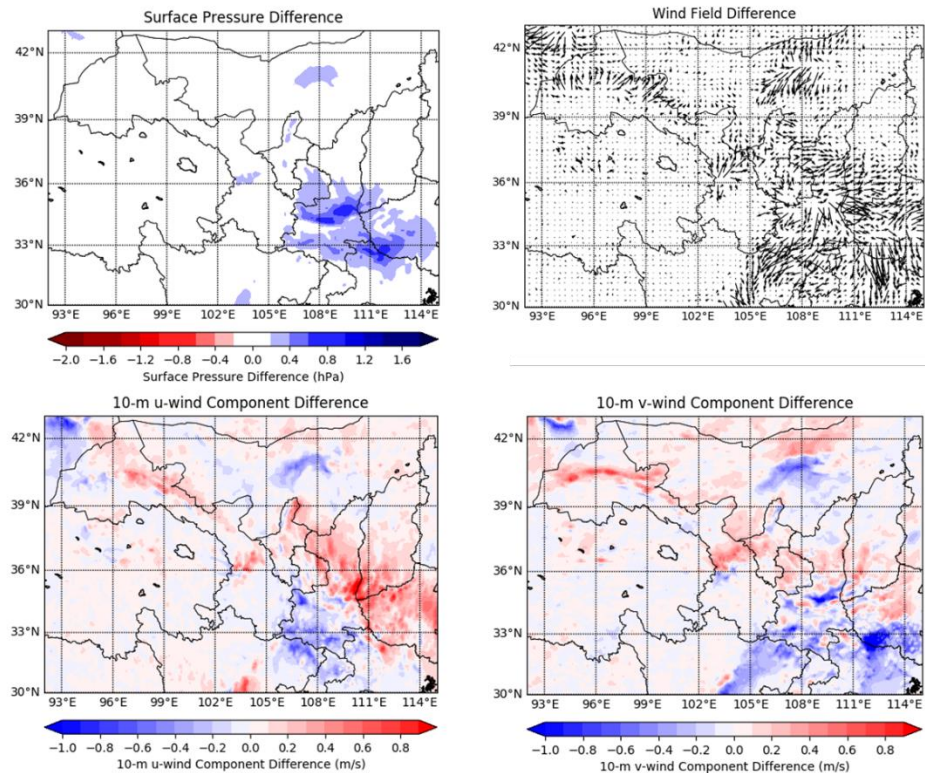 Surface Pressure Difference
42°N
39°N
36°N
33°N
30°N
93°E 96°E 99°E 102°E 105°E 108°E 111°E 114°E
−2.0 −1.6 −1.2 −0.8 −0.4 0.0 0.4 0.8 1.2 1.6
Surface Pressure Difference (hPa)
Wind Field Difference
42°N
39°N
36°N
33°N
30°N
93°E 96°E 99°E 102°E 105°E 108°E 111°E 114°E
10-m u-wind Component Difference
42°N
39°N
36°N
33°N
30°N
93°E 96°E 99°E 102°E 105°E 108°E 111°E 114°E
−1.0 −0.8 −0.6 −0.4 −0.2 0.0 0.2 0.4 0.6 0.8
10-m u-wind Component Difference (m/s)
10-m v-wind Component Difference
42°N
39°N
36°N
33°N
30°N
93°E 96°E 99°E 102°E 105°E 108°E 111°E 114°E
−1.0 −0.8 −0.6 −0.4 −0.2 0.0 0.2 0.4 0.6 0.8
10-m v-wind Component Difference (m/s)